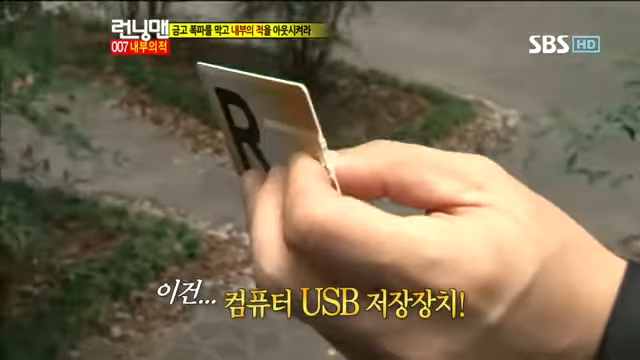 런닝맨
007 내부의 적
금고 폭파를 막고 내부의 적을 아웃시켜라
SBS HD
R
이건... 컴퓨터 USB 저장장치!